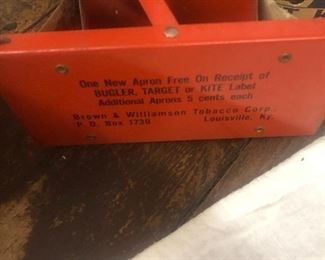 One New Apron Free On Receipt of
BUGLER, TARGET or KITE Label
Additional Aprons 5 cents each
Brown & Williamson Tobacco Corp.,
P. O. Box 1730 Louisville, Ky.